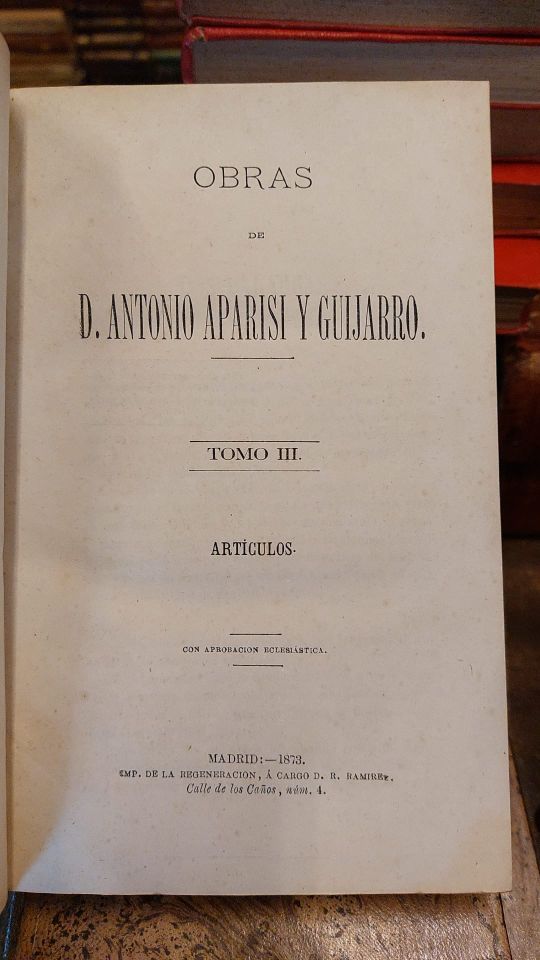 OBRAS
DE
D. ANTONIO APARISI Y GUIJARRO.
TOMO III.
ARTÍCULOS.
CON APROBACION ECLESIÁSTICA.
MADRID:—1873.
IMP. DE LA REGENERACION, Á CARGO D. R. RAMIREZ,
Calle de los Caños, núm. 4.